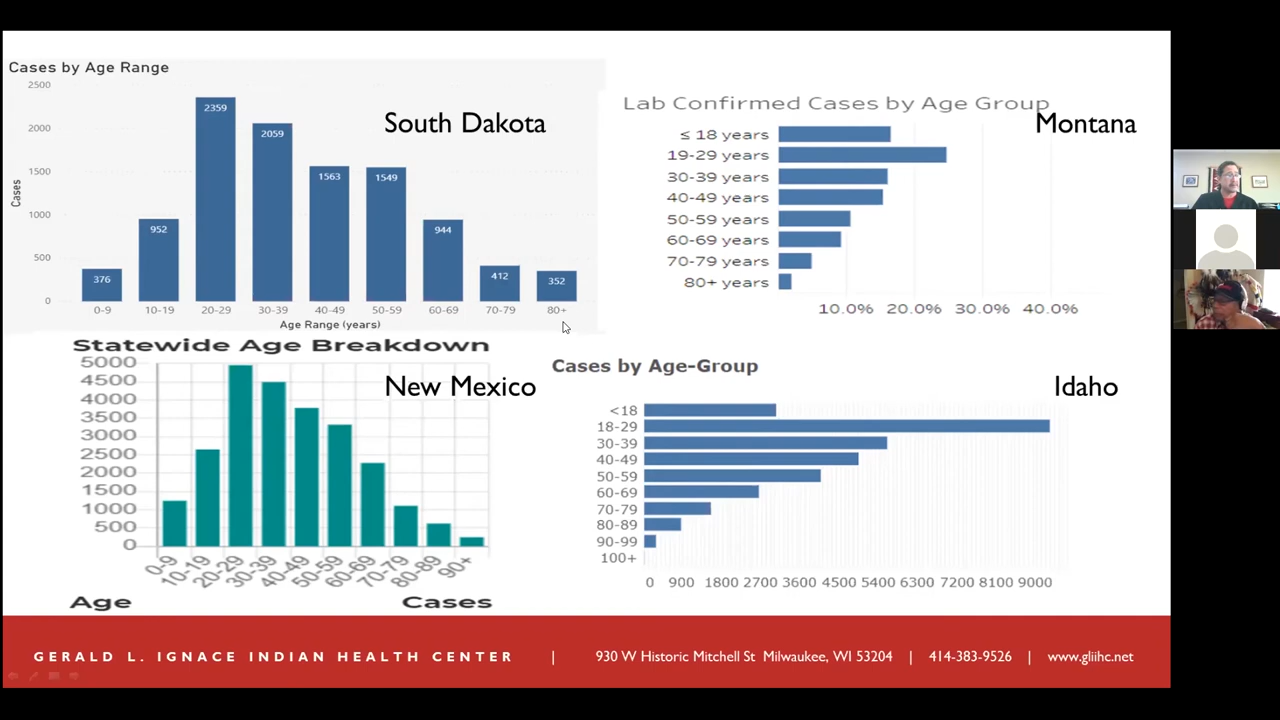 Cases by Age Range
South Dakota
2500
2000
1500
1000
500
0
Cases
376
952
2359
2059
1563
1549
944
412
352
0-9 10-19 20-29 30-39 40-49 50-59 60-69 70-79 80+
Age Range (years)
Lab Confirmed Cases by Age Group
Montana
≤ 18 years
19-29 years
30-39 years
40-49 years
50-59 years
60-69 years
70-79 years
80+ years
10.0% 20.0% 30.0% 40.0%
Statewide Age Breakdown
New Mexico
5000
4500
4000
3500
3000
2500
2000
1500
1000
500
0
0-9 10-19 20-29 30-39 40-49 50-59 60-69 70-79 80-89 90+
Age Cases
Cases by Age-Group
Idaho
<18
18-29
30-39
40-49
50-59
60-69
70-79
80-89
90-99
100+
0 900 1800 2700 3600 4500 5400 6300 7200 8100 9000
GERALD L. IGNACE INDIAN HEALTH CENTER | 930 W Historic Mitchell St Milwaukee, WI 53204 | 414-383-9526 | www.gliihc.net